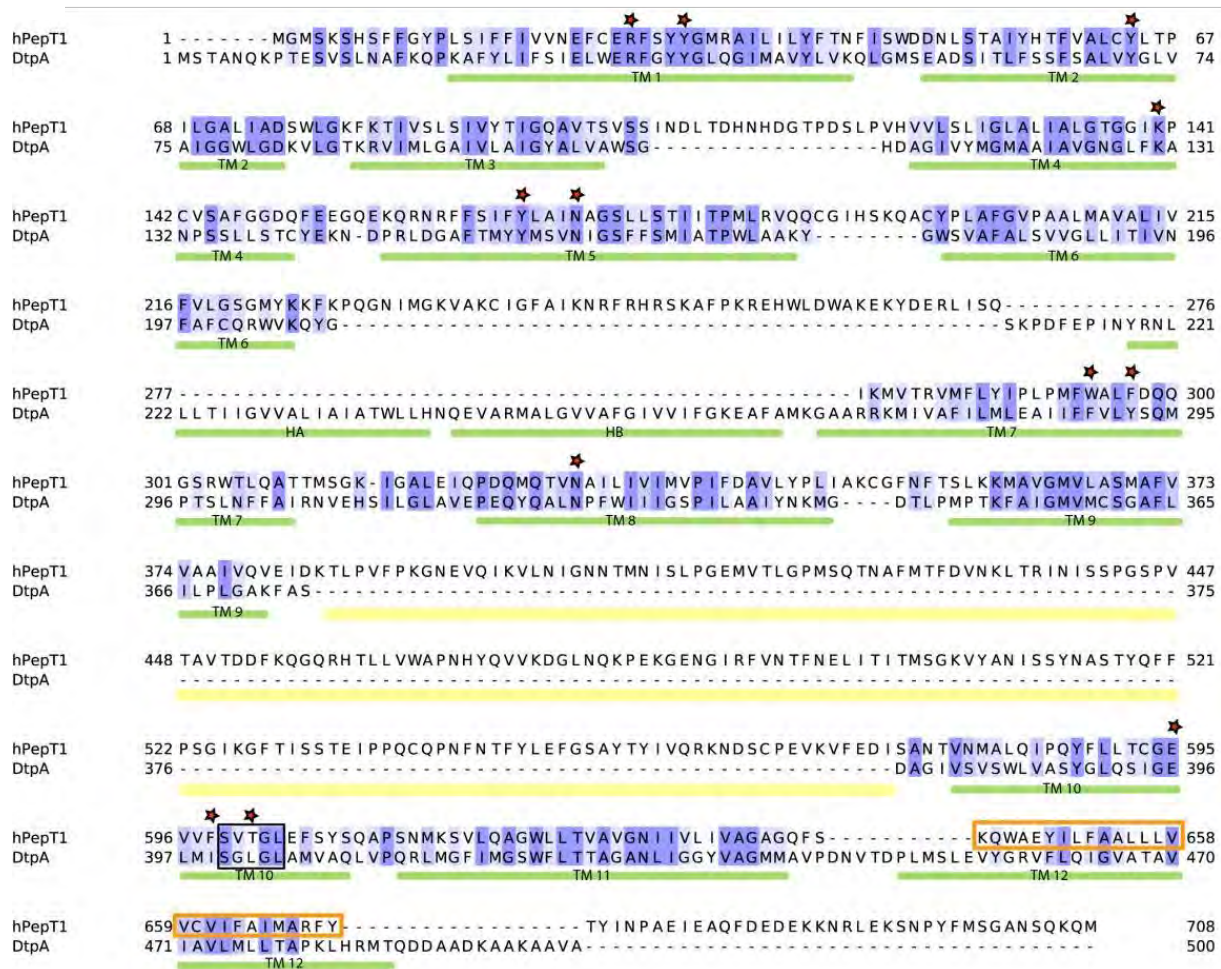 hPepT1 1 -------MGMSKSHSFFGYPLSIFFIVVNEFCERFSYYGMRAILILYFTNFISWDDNLSTAIYHTFVALCYLTP 67
DtpA 1 MSTANQKPTESVSLNAFKQPKAFYLIFSIELWERFGYYGLQGIMAVYLVKQLGMSEADSITLFSSFSALVYGLV 74
TM 1 TM 2
hPepT1 68 ILGALIADSWLGKFKTIVSLSIVYTIGQAVTSVSSINDLTDHNHDGTPDSLPVHVVLSLIGLALIALGTGGIKP 141
DtpA 75 AIGGWLGDKVLGTKRVIMLGAIVLAIGYALVAWSG-----------------HDAGIVYMGMAAIAVGNGLFKA 131
TM 2 TM 3 TM 4
hPepT1 142 CVSAFGGDQFEEGQEKQRNRFFSIFYLAINAGSLLSTIITPMLRVQQCGIHSKQACYPLAFGVPAALMAVALIV 215
DtpA 132 NPSSLLSTCYEKN-DPRLDGAFTMYYMSVNIGSFFSMIATPWLAAKY--------GWSVAFALSVVGLLITIVN 196
TM 4 TM 5 TM 6
hPepT1 216 FVLGSGMYKKFKPQGNIMGKVAKCIGFAIKNRFRHRSKAFPKREHWLDWAKEKYDERLISQ------------- 276
DtpA 197 FAFCQRWVKQYG-------------------------------------------------SKPDFEPINYRNL 221
TM 6
hPepT1 277 --------------------------------------------------IKMVTRVMFLYIPLPMFWALFDQQ 300
DtpA 222 LLTIIGVVALIAIATWLLHNQEVARMALGVVAFGIVVIFGKEAFAMKGAARRKMIVAFILMLEAIIFFVLYSQM 295
HA HB TM 7
hPepT1 301 GSRWTLQATTMSGK-IGALEIQPDQMQTVNAILIVIMVPIFDAVLYPLIAKCGFNFTSLKKMAVGMVLASMAFV 373
DtpA 296 PTSLNFFAIRNVEHSILGLAVEPEQYQALNPFWIIIGSPILAAIYNKMG----DTLPMPTKFAIGMVMCSGAFL 365
TM 7 TM 8 TM 9
hPepT1 374 VAAIVQVEIDKTLPVFPKGNEVQIKVLNIGNNTMNISLPGEMVTLGPMSQTNAFMTFDVNKLTRINISSPGSPV 447
DtpA 366 ILPLGAKFAS---------------------------------------------------------------- 375
TM 9
hPepT1 448 TAVTDDFKQGQRHTLLVWAPNHYQVVKDGLNQKPEKGENGIRFVNTFNELITITMSGKVYANISSYNASTYQFF 521
DtpA --------------------------------------------------------------------------
hPepT1 522 PSGIKGFTISSTEIPPQCQPNFNTFYLEFGSAYTYIVQRKNDSCPEVKVFEDISANTVNMALQIPQYFLLTCGE 595
DtpA 376 -----------------------------------------------------DAGIVSVSWLVASYGLQSIGE 396
TM 10
hPepT1 596 VVFSVTGLEFSYSQAPSNMKSVLQAGWLLTVAVGNIIVLIVAGAGQFS-----------KQWAEYILFAALLLV 658
DtpA 397 LMISGLGLAMVAQLVPQRLMGFIMGSWFLTTAGANLIGGYVAGMMAVPDNVTDPLMSLEVYGRVFLQIGVATAV 470
TM 10 TM 11 TM 12
hPepT1 659 VCVIFAIMARFY------------------TYINPAEIEAQFDEDEKKNRLEKSNPYFMSGANSQKQM 708
DtpA 471 IAVLMLLTAPKLHRMTQDDAADKAAKAAVA-------------------------------------- 500
TM 12